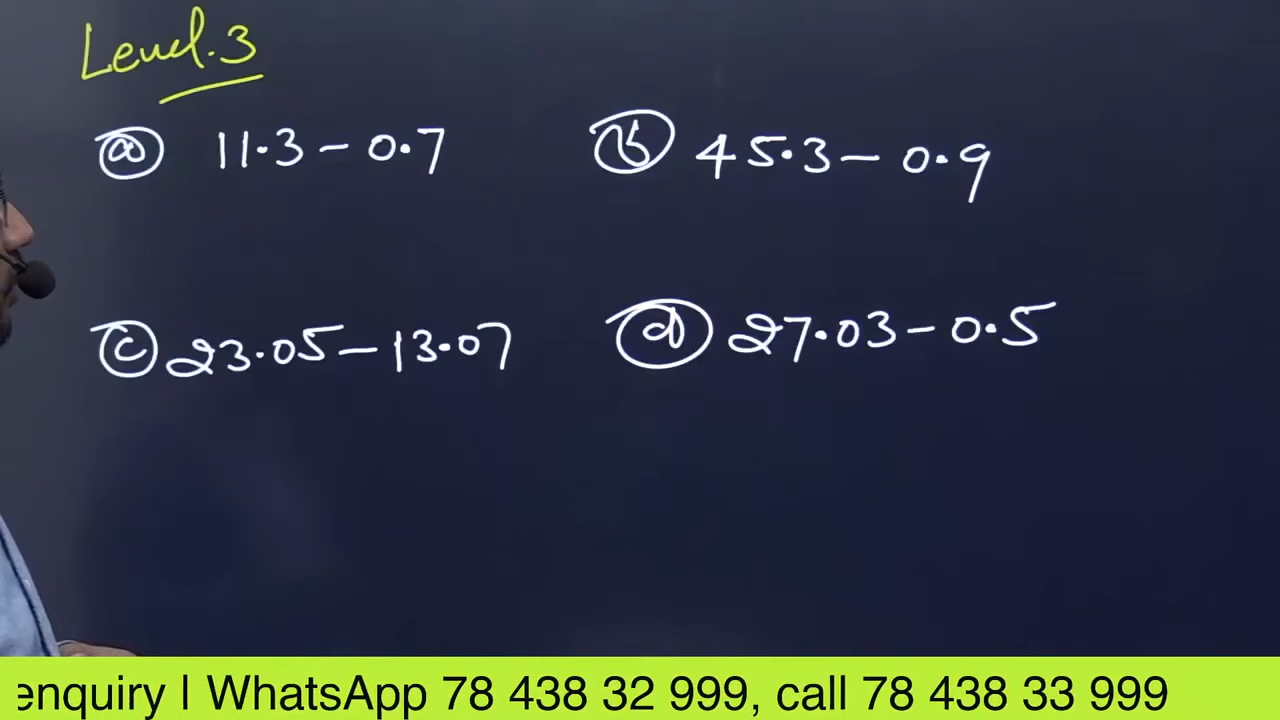 Level.3
(a) 11.3 - 0.7 (b) 45.3 - 0.9
(c) 23.05 - 13.07 (d) 27.03 - 0.5
enquiry I WhatsApp 78 438 32 999, call 78 438 33 999